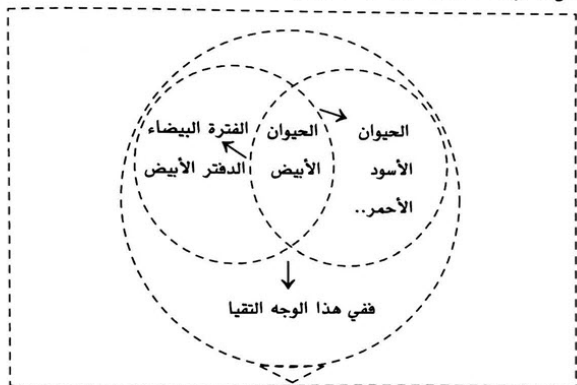 الحيوان
الأسود
الأحمر..
الحيوان
الأبيض
الفترة البيضاء
الدفتر الأبيض
ففي هذا الوجه التقيا